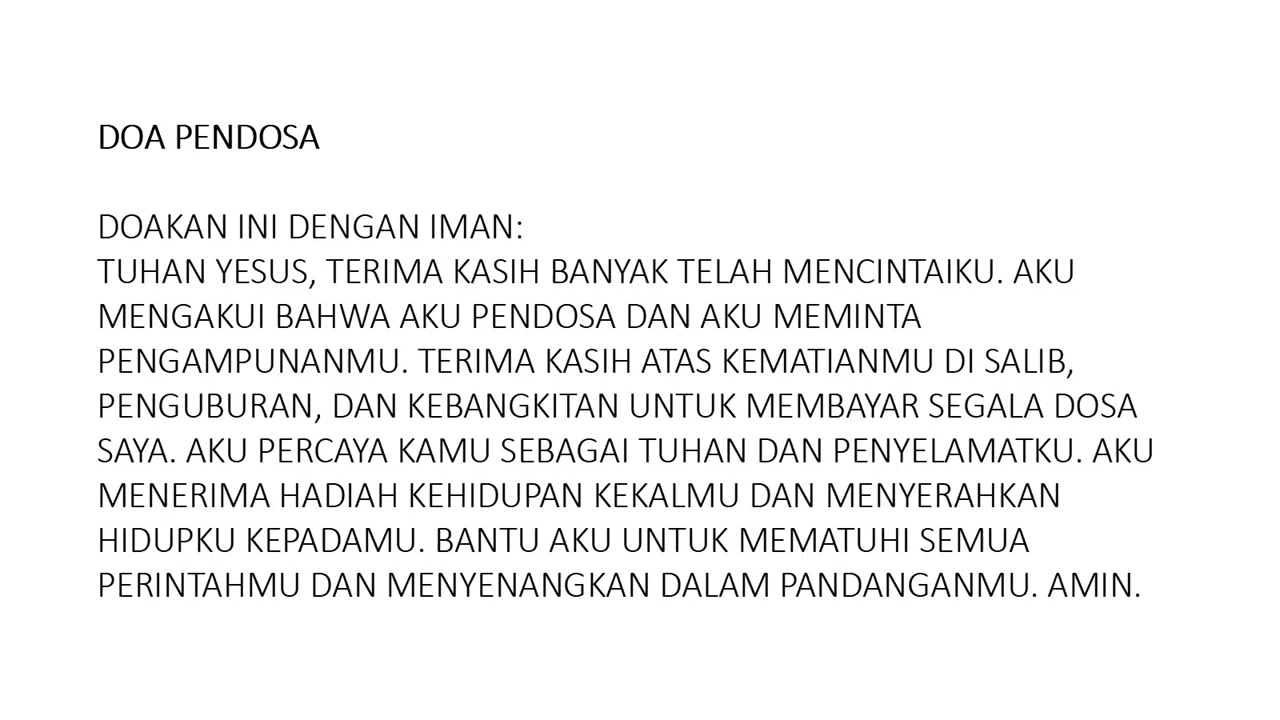 DOA PENDOSA
DOAKAN INI DENGAN IMAN:
TUHAN YESUS, TERIMA KASIH BANYAK TELAH MENCINTAIKU. AKU
MENGAKUI BAHWA AKU PENDOSA DAN AKU MEMINTA
PENGAMPUNANMU. TERIMA KASIH ATAS KEMATIANMU DI SALIB,
PENGUBURAN, DAN KEBANGKITAN UNTUK MEMBAYAR SEGALA DOSA
SAYA. AKU PERCAYA KAMU SEBAGAI TUHAN DAN PENYELAMATKU. AKU
MENERIMA HADIAH KEHIDUPAN KEKALMU DAN MENYERAHKAN
HIDUPKU KEPADAMU. BANTU AKU UNTUK MEMATUHI SEMUA
PERINTAHMU DAN MENYENANGKAN DALAM PANDANGANMU. AMIN.